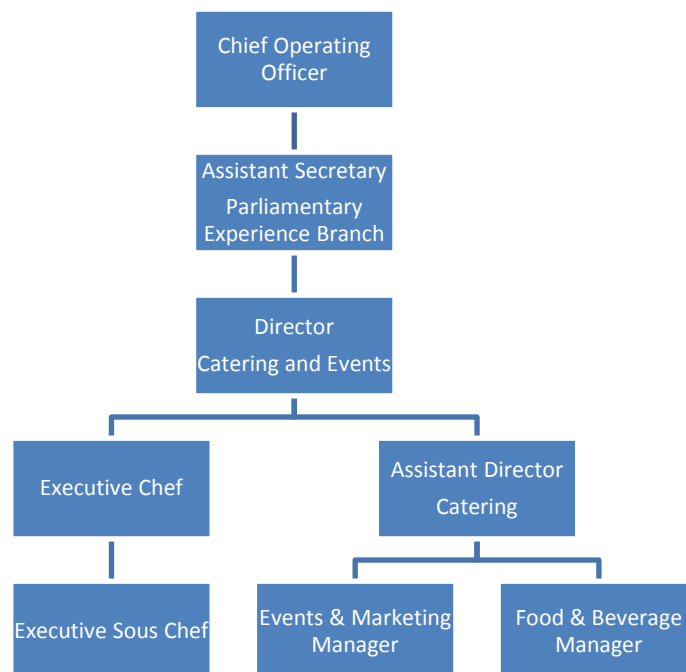 Chief Operating
Officer
Assistant Secretary
Parliamentary
Experience Branch
Director
Catering and Events
Executive Chef
Assistant Director
Catering
Executive Sous Chef
Events & Marketing
Manager
Food & Beverage
Manager